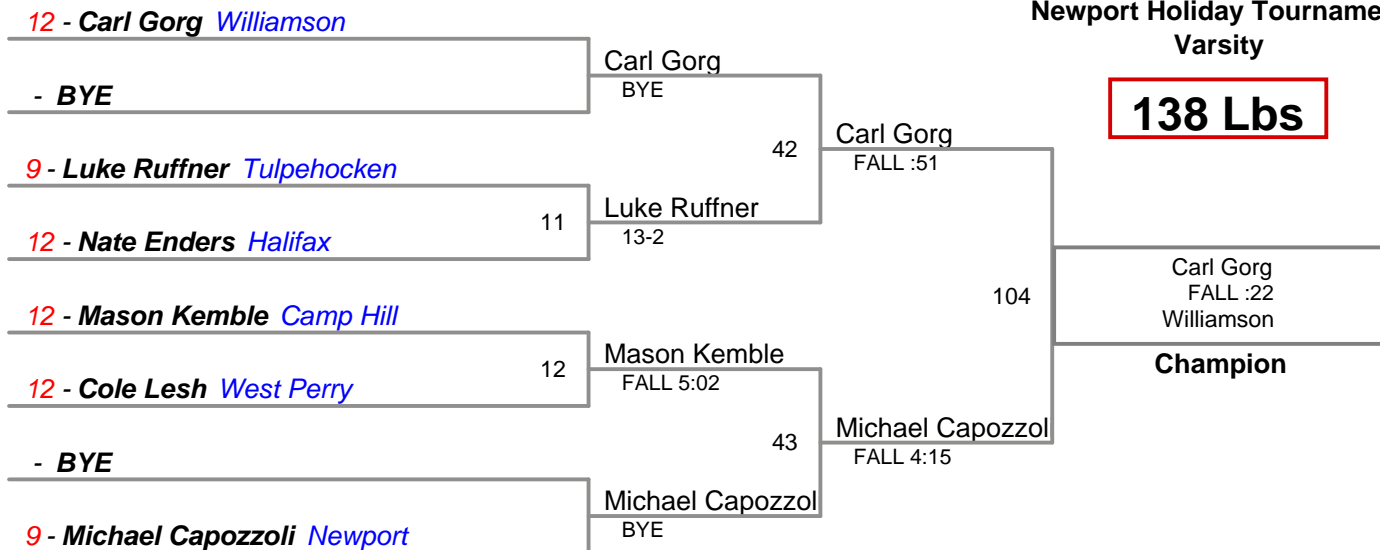 12 - Carl Gorg Williamson
- BYE
9 - Luke Ruffner Tulpehocken
12 - Nate Enders Halifax
12 - Mason Kemble Camp Hill
12 - Cole Lesh West Perry
- BYE
9 - Michael Capozzoli Newport
Carl Gorg
BYE
11
Luke Ruffner
13-2
12
Mason Kemble
FALL 5:02
Michael Capozzol
BYE
42
Carl Gorg
FALL :51
43
Michael Capozzol
FALL 4:15
104
Newport Holiday Tourname
Varsity
138 Lbs
Carl Gorg
FALL :22
Williamson
Champion